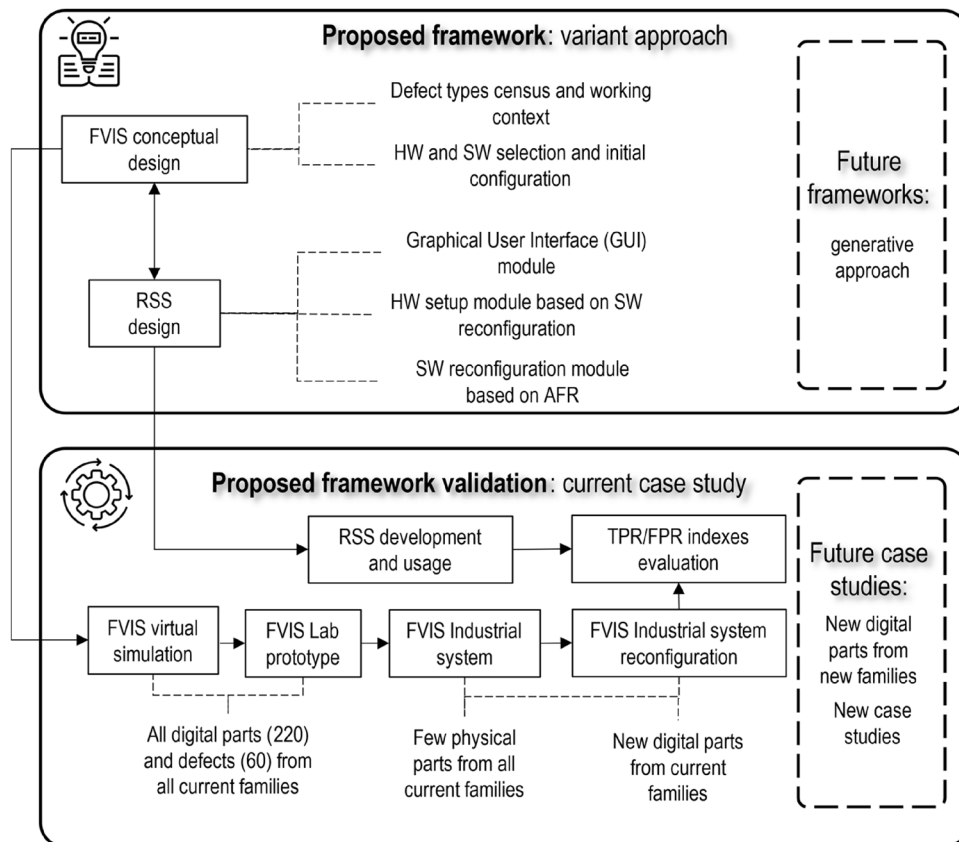 Proposed framework: variant approach
Defect types census and working
context
FVIS conceptual
design
HW and SW selection and initial
configuration
Future
frameworks:
generative
approach
Graphical User Interface (GUI)
module
RSS
design
HW setup module based on SW
reconfiguration
SW reconfiguration module
based on AFR
Proposed framework validation: current case study
RSS development
and usage
TPR/FPR indexes
evaluation
Future case
studies:
New digital
parts from
new families
New case
studies
FVIS virtual
simulation
FVIS Lab
prototype
FVIS Industrial
system
FVIS Industrial system
reconfiguration
All digital parts (220)
and defects (60) from
all current families
Few physical
parts from all
current families
New digital parts
from current
families